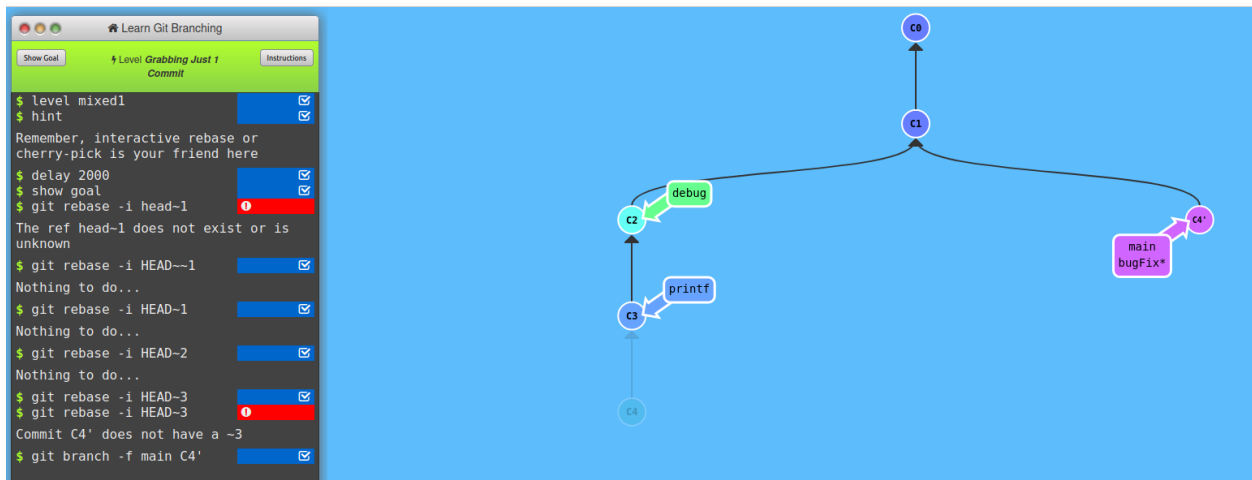 Learn Git Branching
Show Goal
Level Grabbing Just 1
Commit
Instructions
$ level mixed1
$ hint
Remember, interactive rebase or
cherry-pick is your friend here
$ delay 2000
$ show goal
$ git rebase -i head~1
The ref head~1 does not exist or is
unknown
$ git rebase -i HEAD~~1
Nothing to do...
$ git rebase -i HEAD~1
Nothing to do...
$ git rebase -i HEAD~2
Nothing to do...
$ git rebase -i HEAD~3
$ git rebase -i HEAD~3
Commit C4' does not have a ~3
$ git branch -f main C4'
C0
C1
debug
C2
C4'
main
bugFix*
printf
C3
C4